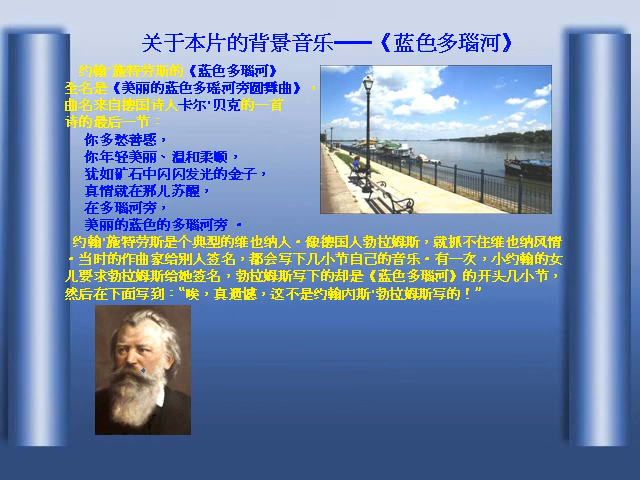 关于本片的背景音乐——《蓝色多瑙河》
约翰·施特劳斯的《蓝色多瑙河》
全名是《美丽的蓝色多瑶河旁圆舞曲》，
曲名来自德国诗人卡尔·贝克的一首
诗的最后一节：
你多愁善感，
你年轻美丽、温和柔顺，
犹如矿石中闪闪发光的金子，
真情就在那儿苏醒，
在多瑙河旁，
美丽的蓝色的多瑙河旁。
约翰·施特劳斯是个典型的维也纳人。像德国人勃拉姆斯，就抓不住维也纳风情
。当时的作曲家给别人签名，都会写下几小节自己的音乐。有一次，小约翰的女
儿要求勃拉姆斯给她签名，勃拉姆斯写下的却是《蓝色多瑙河》的开头几小节，
然后在下面写到：“唉，真遗憾，这不是约翰内斯·勃拉姆斯写的！”